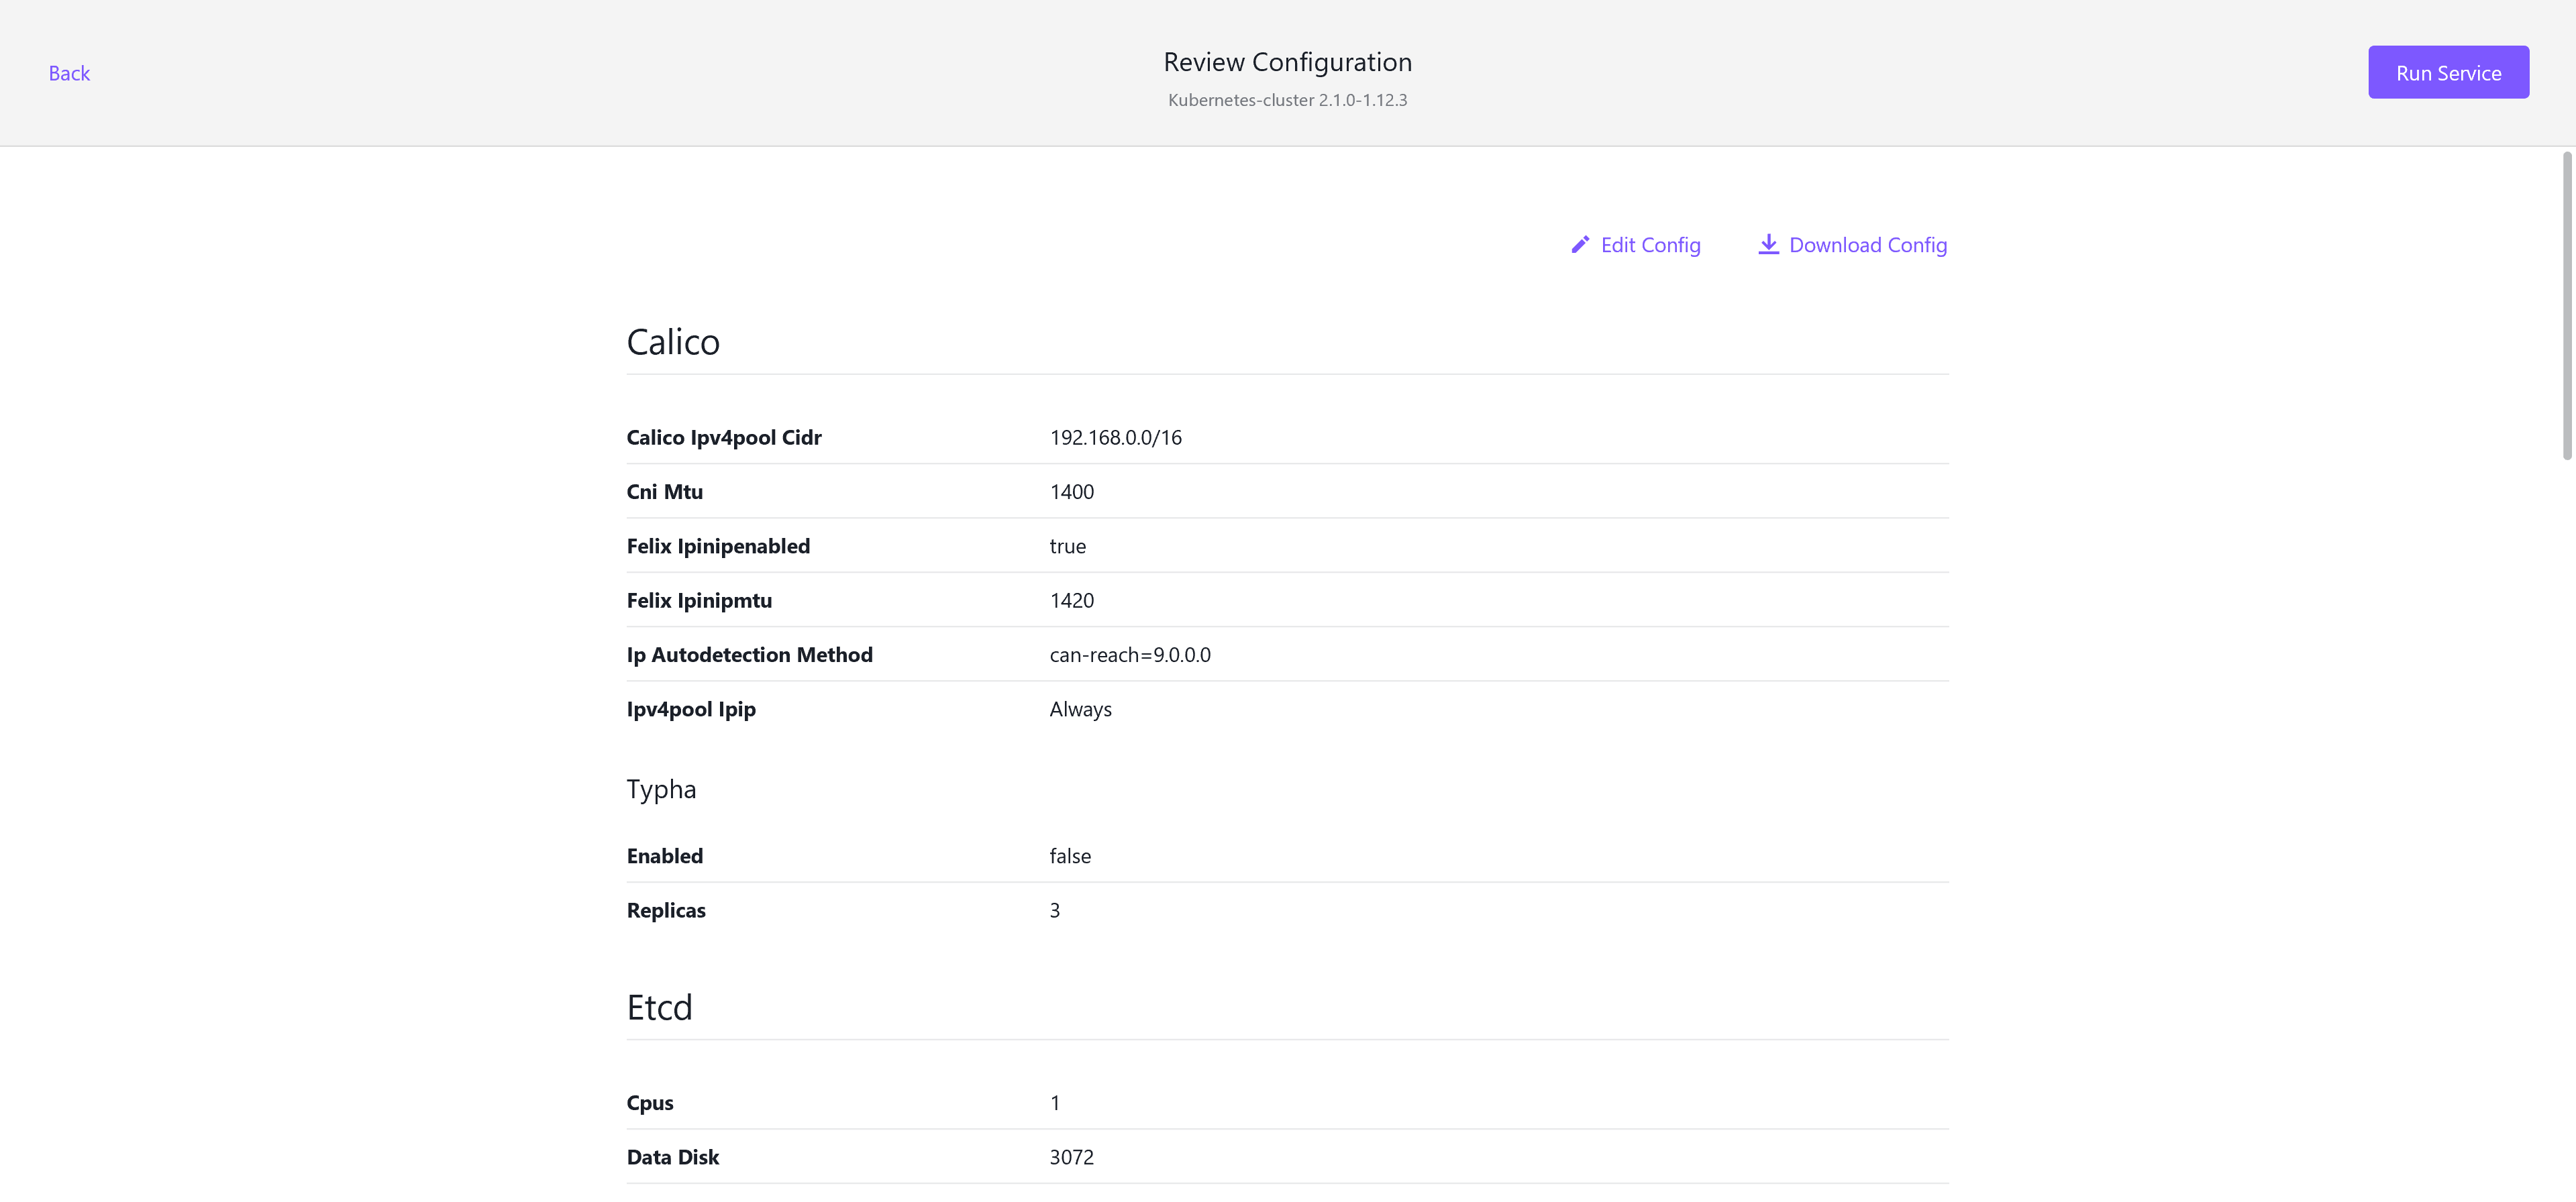 Back
Review Configuration
Kubernetes-cluster 2.1.0-1.12.3
Run Service
Edit Config
Download Config
Calico
Calico Ipv4pool Cidr 192.168.0.0/16
Cni Mtu 1400
Felix Ipinipenabled true
Felix Ipinipmtu 1420
Ip Autodetection Method can-reach=9.0.0.0
Ipv4pool Ipip Always
Typha
Enabled false
Replicas 3
Etcd
Cpus 1
Data Disk 3072